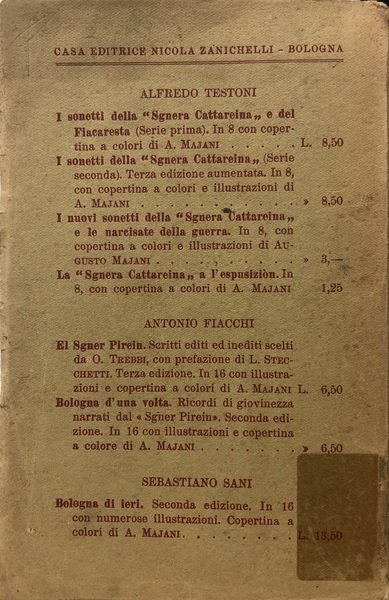 CASA EDITRICE NICOLA ZANICHELLI - BOLOGNA
ALFREDO TESTONI
I sonetti della “Sgnera Cattareina„ e del
Fiacaresta (Serie prima). In 8 con coper-
tina a colori di A. MAJANI . . . . . . L. 8,50
I sonetti della “Sgnera Cattareina„ (Serie
seconda). Terza edizione aumentata. In 8,
con copertina a colori e illustrazioni di
A. MAJANI . . . . . . . . . . . . » 8,50
I nuovi sonetti della “Sgnera Cattareina„
e le narcisate della guerra. In 8, con
copertina a colori e illustrazioni di AU-
GUSTO MAJANI . . . . . . . . . . » 3,—
La “Sgnera Cattareina„ a l'espusiziòn. In
8, con copertina a colori di A. MAJANI 1,25
ANTONIO FIACCHI
El Sgner Pirein. Scritti editi ed inediti scelti
da O. TREBBI, con prefazione di L. STEC-
CHETTI. Terza edizione. In 16 con illustra-
zioni e copertina a colori di A. MAJANI L. 6,50
Bologna d'una volta. Ricordi di giovinezza
narrati dal « Sgner Pirein». Seconda edi-
zione. In 16 con illustrazioni e copertina
a colore di A. MAJANI . . . . . . . » 6,50
SEBASTIANO SANI
Bologna di ieri. Seconda edizione. In 16
con numerose illustrazioni. Copertina a
colori di A. MAJANI. . . . . . . . . L. 13,50